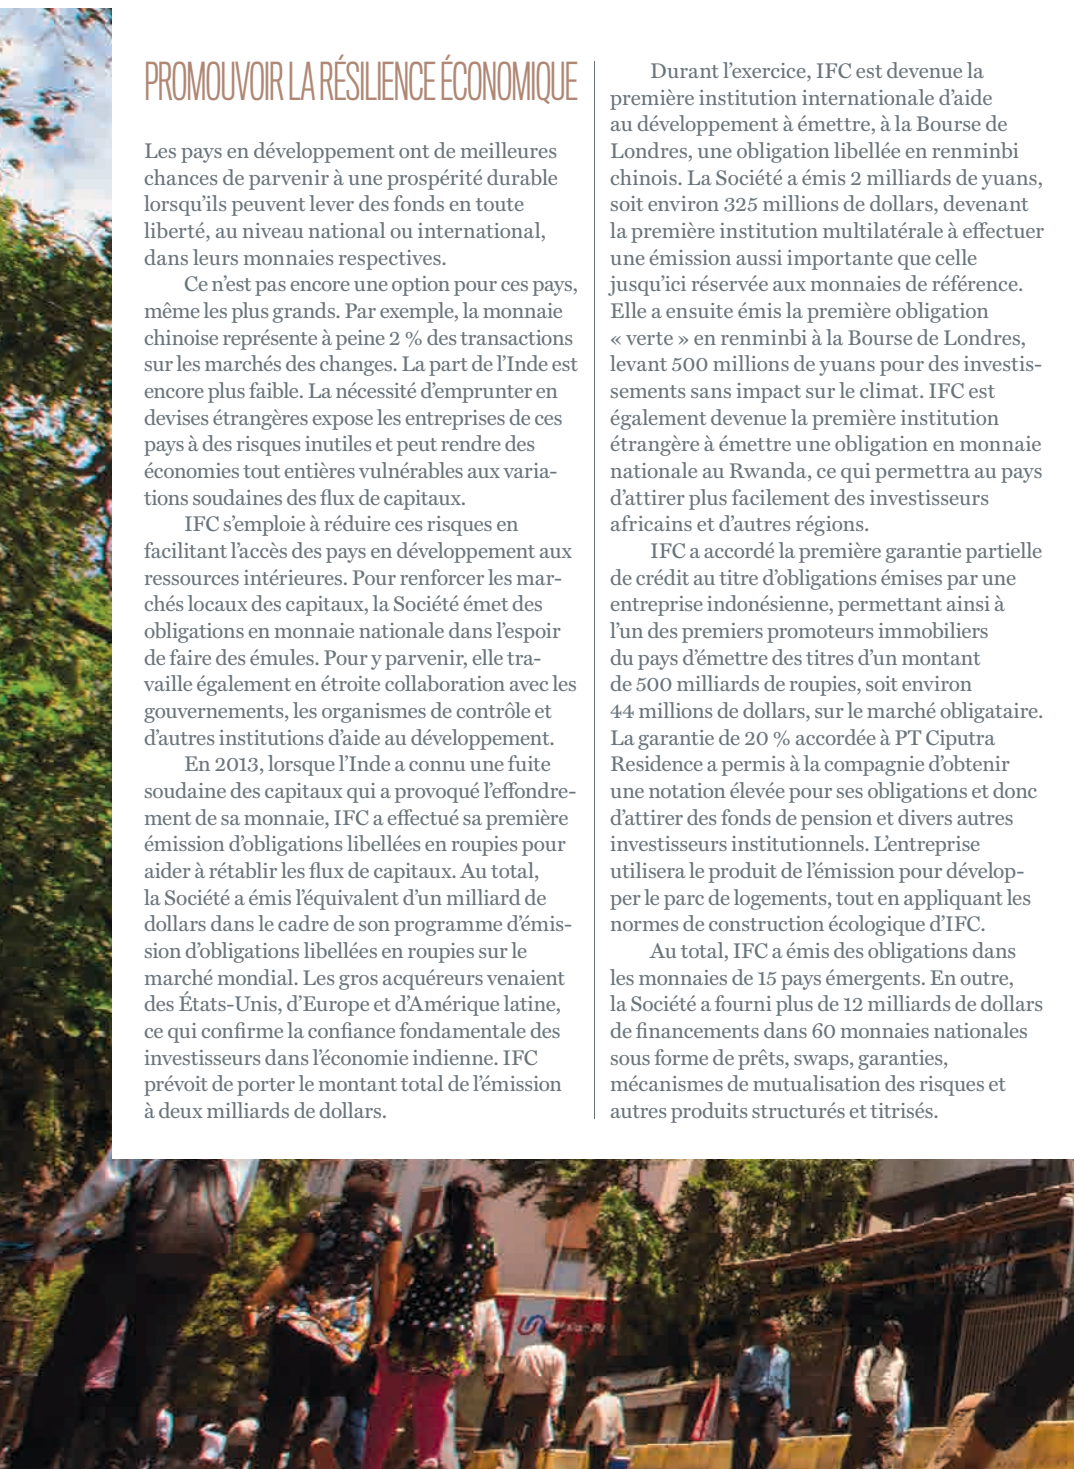 PROMOUVOIR LA RÉSILIENCE ÉCONOMIQUE
Les pays en développement ont de meilleures
chances de parvenir à une prospérité durable
lorsqu'ils peuvent lever des fonds en toute
liberté, au niveau national ou international,
dans leurs monnaies respectives.
Ce n'est pas encore une option pour ces pays,
même les plus grands. Par exemple, la monnaie
chinoise représente à peine 2 % des transactions
sur les marchés des changes. La part de l'Inde est
encore plus faible. La nécessité d'emprunter en
devises étrangères expose les entreprises de ces
pays à des risques inutiles et peut rendre des
économies tout entières vulnérables aux varia-
tions soudaines des flux de capitaux.
IFC s'emploie à réduire ces risques en
facilitant l'accès des pays en développement aux
ressources intérieures. Pour renforcer les mar-
chés locaux des capitaux, la Société émet des
obligations en monnaie nationale dans l'espoir
de faire des émules. Pour y parvenir, elle tra-
vaille également en étroite collaboration avec les
gouvernements, les organismes de contrôle et
d'autres institutions d'aide au développement.
En 2013, lorsque l'Inde a connu une fuite
soudaine des capitaux qui a provoqué l'effondre-
ment de sa monnaie, IFC a effectué sa première
émission d'obligations libellées en roupies pour
aider à rétablir les flux de capitaux. Au total,
la Société a émis l'équivalent d'un milliard de
dollars dans le cadre de son programme d'émis-
sion d'obligations libellées en roupies sur le
marché mondial. Les gros acquéreurs venaient
des États-Unis, d'Europe et d'Amérique latine,
ce qui confirme la confiance fondamentale des
investisseurs dans l'économie indienne. IFC
prévoit de porter le montant total de l'émission
à deux milliards de dollars.
Durant l'exercice, IFC est devenue la
première institution internationale d'aide
au développement à émettre, à la Bourse de
Londres, une obligation libellée en renminbi
chinois. La Société a émis 2 milliards de yuans,
soit environ 325 millions de dollars, devenant
la première institution multilatérale à effectuer
une émission aussi importante que celle
jusqu'ici réservée aux monnaies de référence.
Elle a ensuite émis la première obligation
« verte » en renminbi à la Bourse de Londres,
levant 500 millions de yuans pour des investis-
sements sans impact sur le climat. IFC est
également devenue la première institution
étrangère à émettre une obligation en monnaie
nationale au Rwanda, ce qui permettra au pays
d'attirer plus facilement des investisseurs
africains et d'autres régions.
IFC a accordé la première garantie partielle
de crédit au titre d'obligations émises par une
entreprise indonésienne, permettant ainsi à
l'un des premiers promoteurs immobiliers
du pays d'émettre des titres d'un montant
de 500 milliards de roupies, soit environ
44 millions de dollars, sur le marché obligataire.
La garantie de 20 % accordée à PT Ciputra
Residence a permis à la compagnie d'obtenir
une notation élevée pour ses obligations et donc
d'attirer des fonds de pension et divers autres
investisseurs institutionnels. L'entreprise
utilisera le produit de l'émission pour dévelop-
per le parc de logements, tout en appliquant les
normes de construction écologique d'IFC.
Au total, IFC a émis des obligations dans
les monnaies de 15 pays émergents. En outre,
la Société a fourni plus de 12 milliards de dollars
de financements dans 60 monnaies nationales
sous forme de prêts, swaps, garanties,
mécanismes de mutualisation des risques et
autres produits structurés et titrisés.